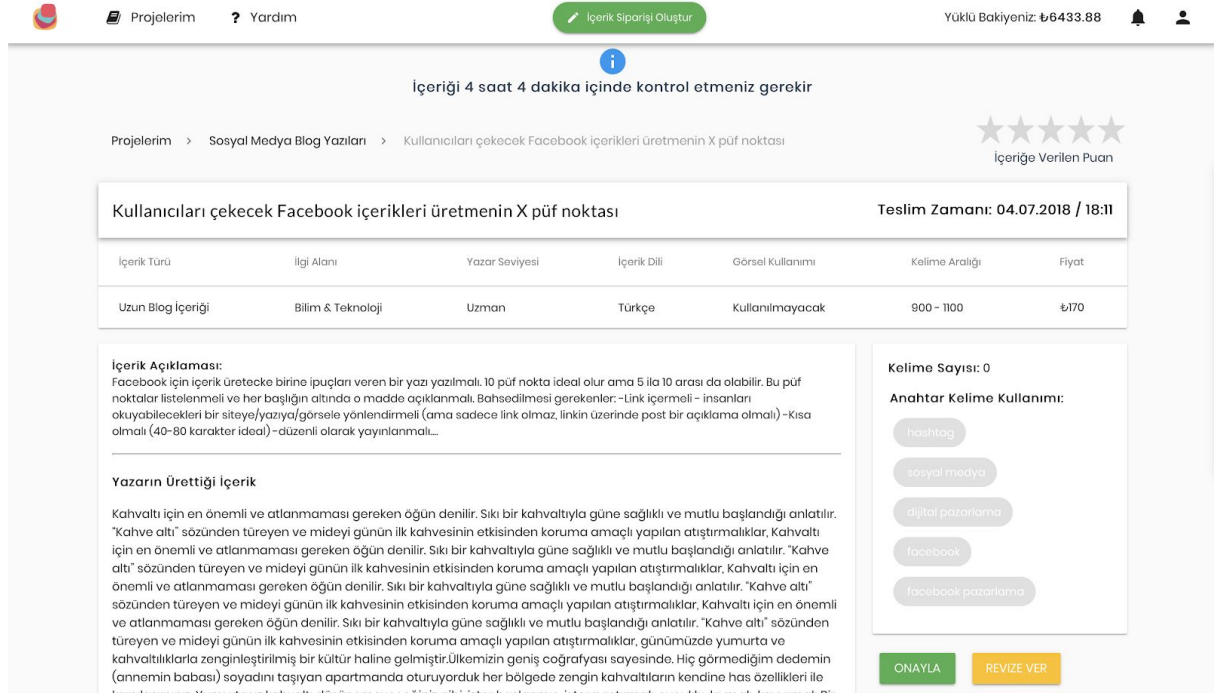 Projelerim
? Yardım
İçerik Siparişi Oluştur
Yüklü Bakiyeniz: ₺6433.88
İçeriği 4 saat 4 dakika içinde kontrol etmeniz gerekir
Projelerim > Sosyal Medya Blog Yazıları > Kullanıcıları çekecek Facebook içerikleri üretmenin X püf noktası
İçeriğe Verilen Puan
Kullanıcıları çekecek Facebook içerikleri üretmenin X püf noktası
Teslim Zamanı: 04.07.2018 / 18:11
İçerik Türü İlgi Alanı Yazar Seviyesi İçerik Dili Görsel Kullanımı Kelime Aralığı Fiyat
Uzun Blog İçeriği Bilim & Teknoloji Uzman Türkçe Kullanılmayacak 900 - 1100 ₺170
İçerik Açıklaması:
Facebook için içerik üretecke birine ipuçları veren bir yazı yazılmalı. 10 püf nokta ideal olur ama 5 ila 10 arası da olabilir. Bu püf
noktalar listelenmeli ve her başlığın altında o madde açıklanmalı. Bahsedilmesi gerekenler: -Link içermeli - insanları
okuyabilecekleri bir siteye/yazıya/görsele yönlendirmeli (ama sadece link olmaz, linkin üzerinde post bir açıklama olmalı) -Kısa
olmalı (40-80 karakter ideal) -düzenli olarak yayınlanmalı....
Yazarın Ürettiği İçerik
Kahvaltı için en önemli ve atlanmaması gereken öğün denilir. Sıkı bir kahvaltıyla güne sağlıklı ve mutlu başlandığı anlatılır.
"Kahve altı" sözünden türeyen ve mideyi günün ilk kahvesinin etkisinden koruma amaçlı yapılan atıştırmalıklar, Kahvaltı
için en önemli ve atlanmaması gereken öğün denilir. Sıkı bir kahvaltıyla güne sağlıklı ve mutlu başlandığı anlatılır. "Kahve
altı" sözünden türeyen ve mideyi günün ilk kahvesinin etkisinden koruma amaçlı yapılan atıştırmalıklar, Kahvaltı için en
önemli ve atlanmaması gereken öğün denilir. Sıkı bir kahvaltıyla güne sağlıklı ve mutlu başlandığı anlatılır. "Kahve altı"
sözünden türeyen ve mideyi günün ilk kahvesinin etkisinden koruma amaçlı yapılan atıştırmalıklar, Kahvaltı için en önemli
ve atlanmaması gereken öğün denilir. Sıkı bir kahvaltıyla güne sağlıklı ve mutlu başlandığı anlatılır. "Kahve altı" sözünden
türeyen ve mideyi günün ilk kahvesinin etkisinden koruma amaçlı yapılan atıştırmalıklar, günümüzde yumurta ve
kahvaltılıklarla zenginleştirilmiş bir kültür haline gelmiştir.Ülkemizin geniş coğrafyası sayesinde. Hiç görmediğim dedemin
(annemin babası) soyadını taşıyan apartmanda oturuyorduk her bölgede zengin kahvaltıların kendine has özellikleri ile
Kelime Sayısı: 0
Anahtar Kelime Kullanımı:
hashtag
sosyal medya
dijital pazarlama
facebook
facebook pazarlama
ONAYLA
REVİZE VER